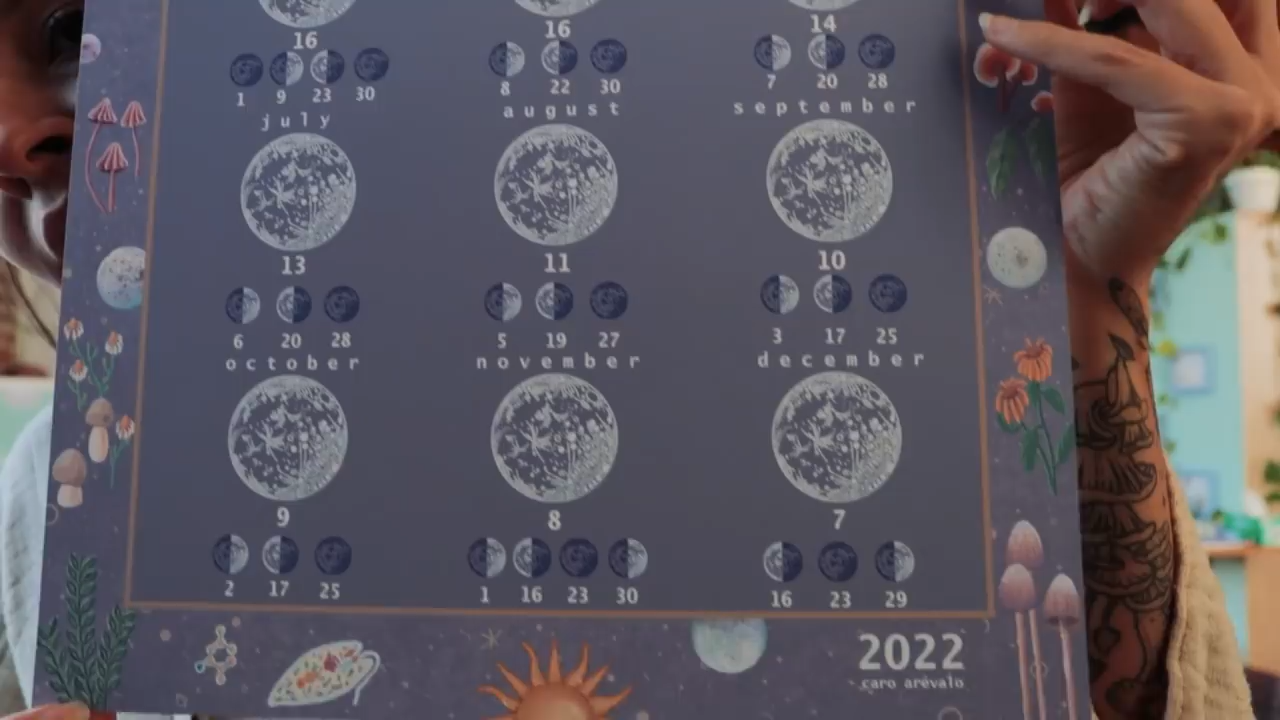 16 16 14
1 9 23 30 8 22 30 7 20 28
july august september
13 11 10
6 20 28 5 19 27 3 17 25
october november december
9 8 7
2 17 25 1 16 23 30 16 23 29
2022
caro arévalo